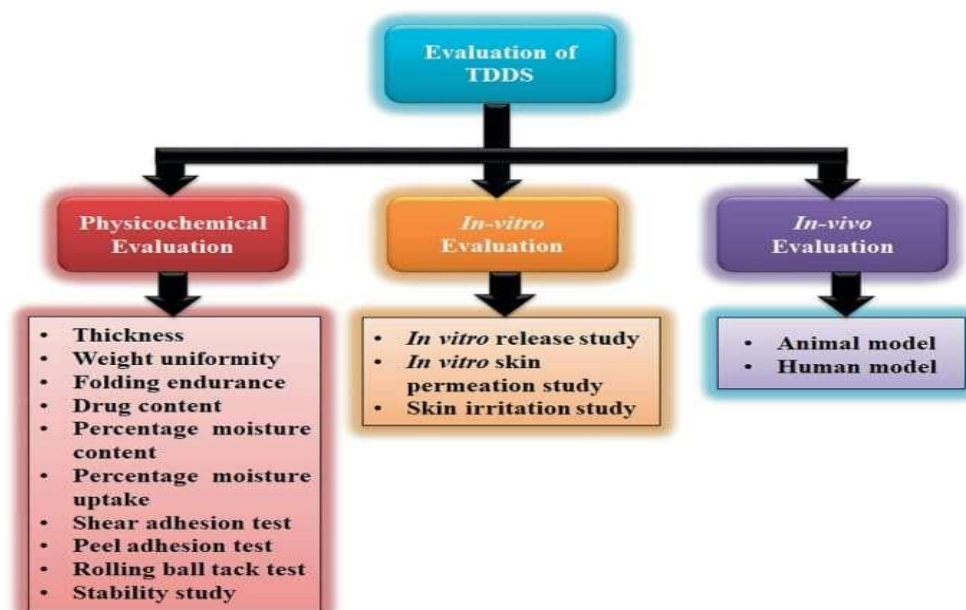 Evaluation of
TDDS
Physicochemical
Evaluation
In-vitro
Evaluation
In-vivo
Evaluation
• Thickness
• Weight uniformity
• Folding endurance
• Drug content
• Percentage moisture
content
• Percentage moisture
uptake
• Shear adhesion test
• Peel adhesion test
• Rolling ball tack test
• Stability study
• In vitro release study
• In vitro skin
permeation study
• Skin irritation study
• Animal model
• Human model